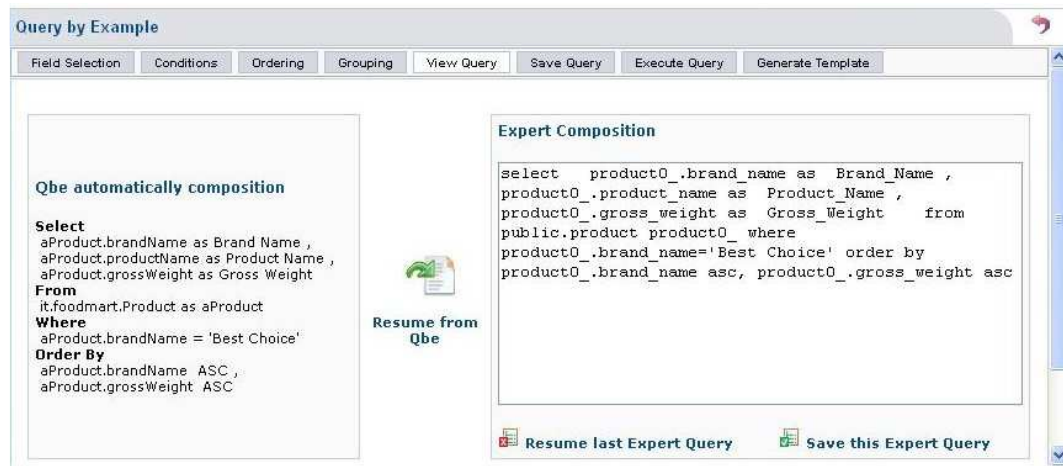 Query by Example
Field Selection Conditions Ordering Grouping View Query Save Query Execute Query Generate Template
Qbe automatically composition
Select
aProduct.brandName as Brand Name ,
aProduct.productName as Product Name ,
aProduct.grossWeight as Gross Weight
From
it.foodmart.Product as aProduct
Where
aProduct.brandName = 'Best Choice'
Order By
aProduct.brandName ASC ,
aProduct.grossWeight ASC
Resume from
Qbe
Expert Composition
select product0_.brand_name as Brand_Name ,
product0_.product_name as Product_Name ,
product0_.gross_weight as Gross_Weight from
public.product product0_ where
product0_.brand_name='Best Choice' order by
product0_.brand_name asc, product0_.gross_weight asc
Resume last Expert Query Save this Expert Query